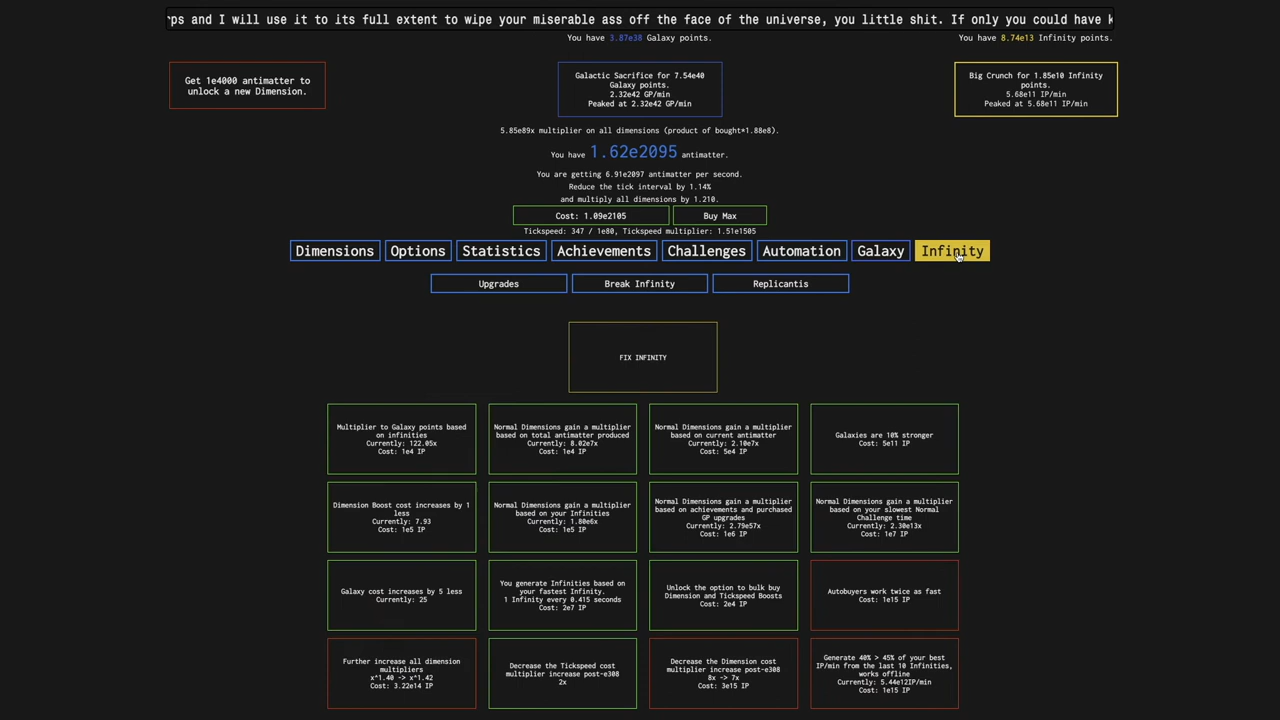 rps and I will use it to its full extent to wipe your miserable ass off the face of the universe, you little shit. If only you could have k
You have 3.87e38 Galaxy points.
You have 8.74e13 Infinity points.
Get 1e4000 antimatter to
unlock a new Dimension.
Galactic Sacrifice for 7.54e40
Galaxy points.
2.32e42 GP/min
Peaked at 2.32e42 GP/min
Big Crunch for 1.85e10 Infinity
points.
5.68e11 IP/min
Peaked at 5.68e11 IP/min
5.85e89x multiplier on all dimensions (product of bought*1.88e8).
You have 1.62e2095 antimatter.
You are getting 6.91e2097 antimatter per second.
Reduce the tick interval by 1.14%
and multiply all dimensions by 1.210.
Cost: 1.09e2105
Buy Max
Tickspeed: 347 / 1e80, Tickspeed multiplier: 1.51e1505
Dimensions
Options
Statistics
Achievements
Challenges
Automation
Galaxy
Infinity
Upgrades
Break Infinity
Replicantis
FIX INFINITY
Multiplier to Galaxy points based
on infinities
Currently: 122.05x
Cost: 1e4 IP
Normal Dimensions gain a multiplier
based on total antimatter produced
Currently: 8.02e7x
Cost: 1e4 IP
Normal Dimensions gain a multiplier
based on current antimatter
Currently: 2.10e7x
Cost: 5e4 IP
Galaxies are 10% stronger
Cost: 5e11 IP
Dimension Boost cost increases by 1
less
Currently: 7.93
Cost: 1e5 IP
Normal Dimensions gain a multiplier
based on your Infinities
Currently: 1.80e6x
Cost: 1e5 IP
Normal Dimensions gain a multiplier
based on achievements and purchased
GP upgrades
Currently: 2.79e57x
Cost: 1e6 IP
Normal Dimensions gain a multiplier
based on your slowest Normal
Challenge time
Currently: 2.30e13x
Cost: 1e7 IP
Galaxy cost increases by 5 less
Currently: 25
You generate Infinities based on
your fastest Infinity.
1 Infinity every 0.415 seconds
Cost: 2e7 IP
Unlock the option to bulk buy
Dimension and Tickspeed Boosts
Cost: 2e4 IP
Autobuyers work twice as fast
Cost: 1e15 IP
Further increase all dimension
multipliers
x^1.40 -> x^1.42
Cost: 3.22e14 IP
Decrease the Tickspeed cost
multiplier increase post-e308
2x
Decrease the Dimension cost
multiplier increase post-e308
8x -> 7x
Cost: 3e15 IP
Generate 40% > 45% of your best
IP/min from the last 10 Infinities,
works offline
Currently: 5.44e12IP/min
Cost: 1e15 IP